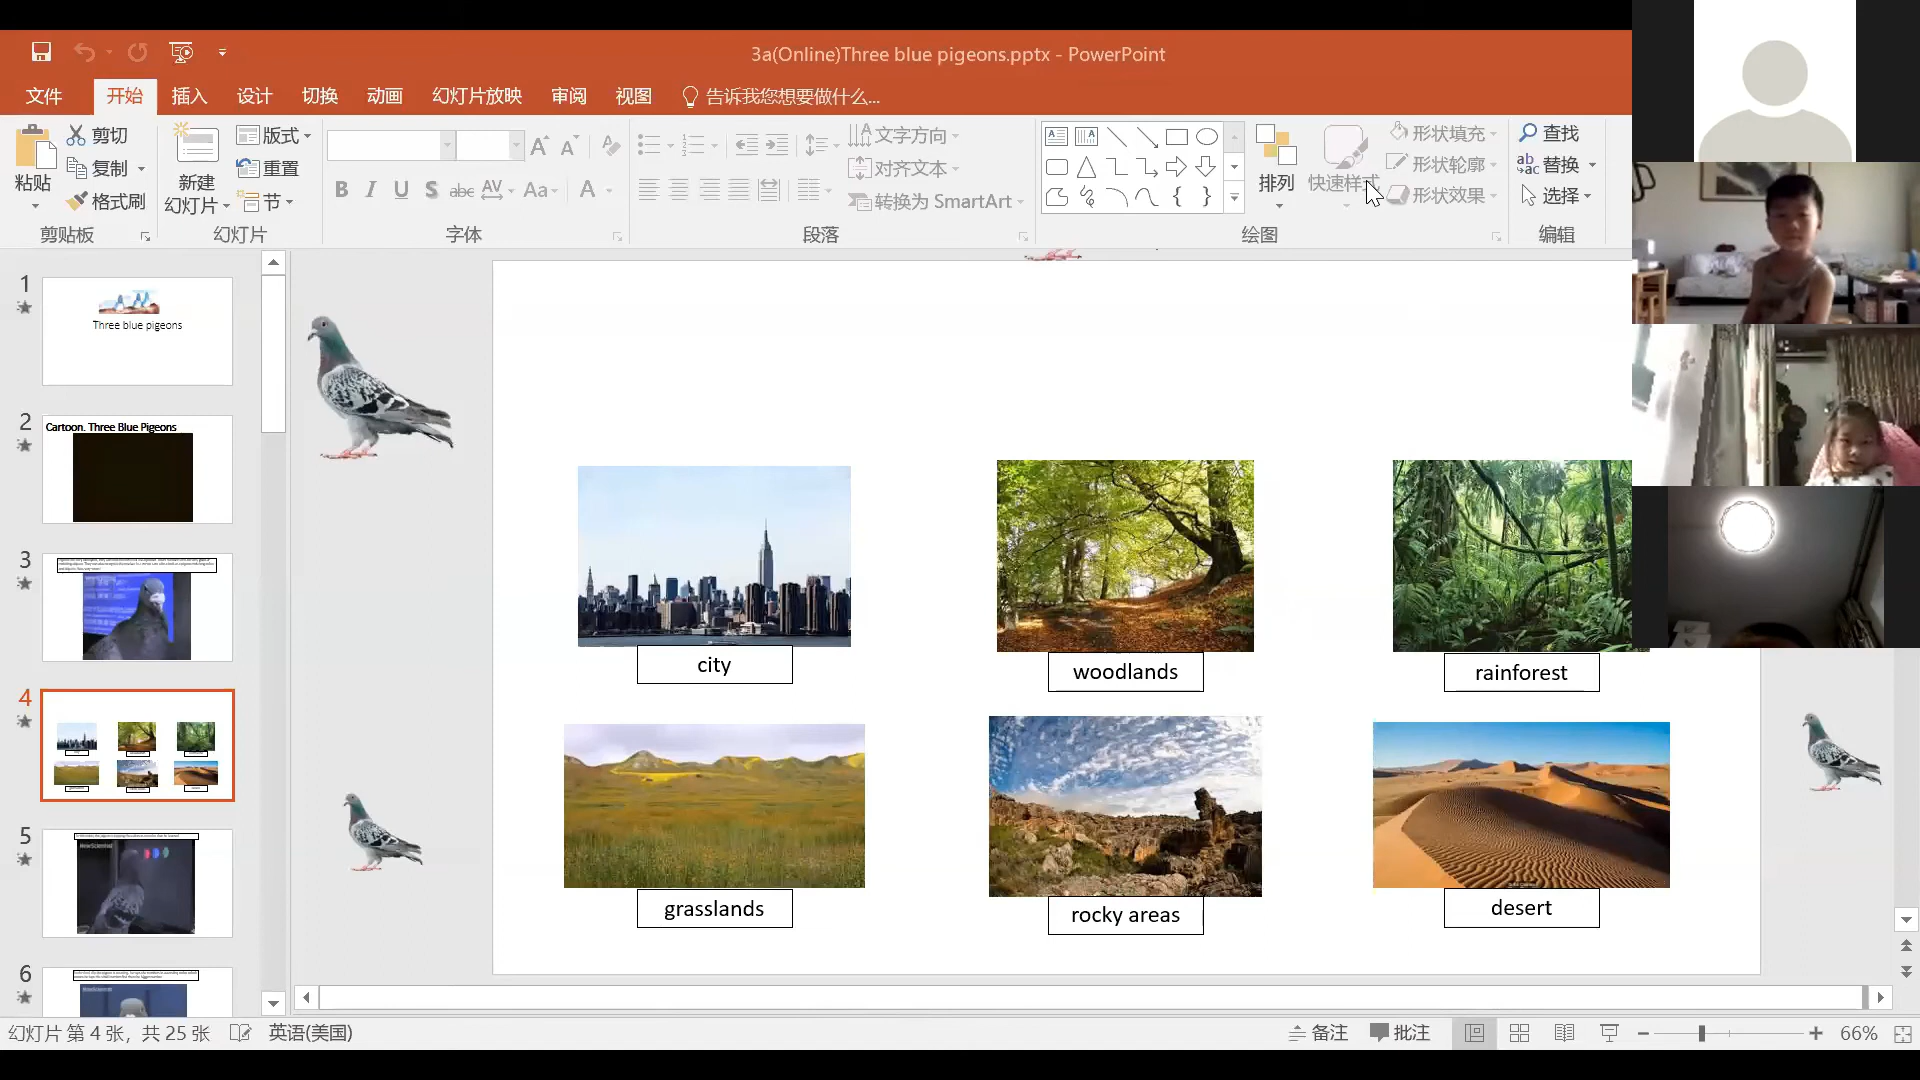 3a(Online)Three blue pigeons.pptx - PowerPoint
文件 开始 插入 设计 切换 动画 幻灯片放映 审阅 视图 告诉我您想要做什么...
粘贴 剪切 复制 格式刷 剪贴板
新建幻灯片 版式 重置 节 幻灯片
B I U S abc AV Aa A 字体
文字方向 对齐文本 转换为 SmartArt 段落
排列 快速样式 形状填充 形状轮廓 形状效果 绘图
查找 替换 选择 编辑
1
Three blue pigeons
2
Cartoon. Three Blue Pigeons
3
4
5
NewScientist
6
city
woodlands
rainforest
grasslands
rocky areas
desert
幻灯片 第 4 张，共 25 张 英语(美国) 备注 批注 66%